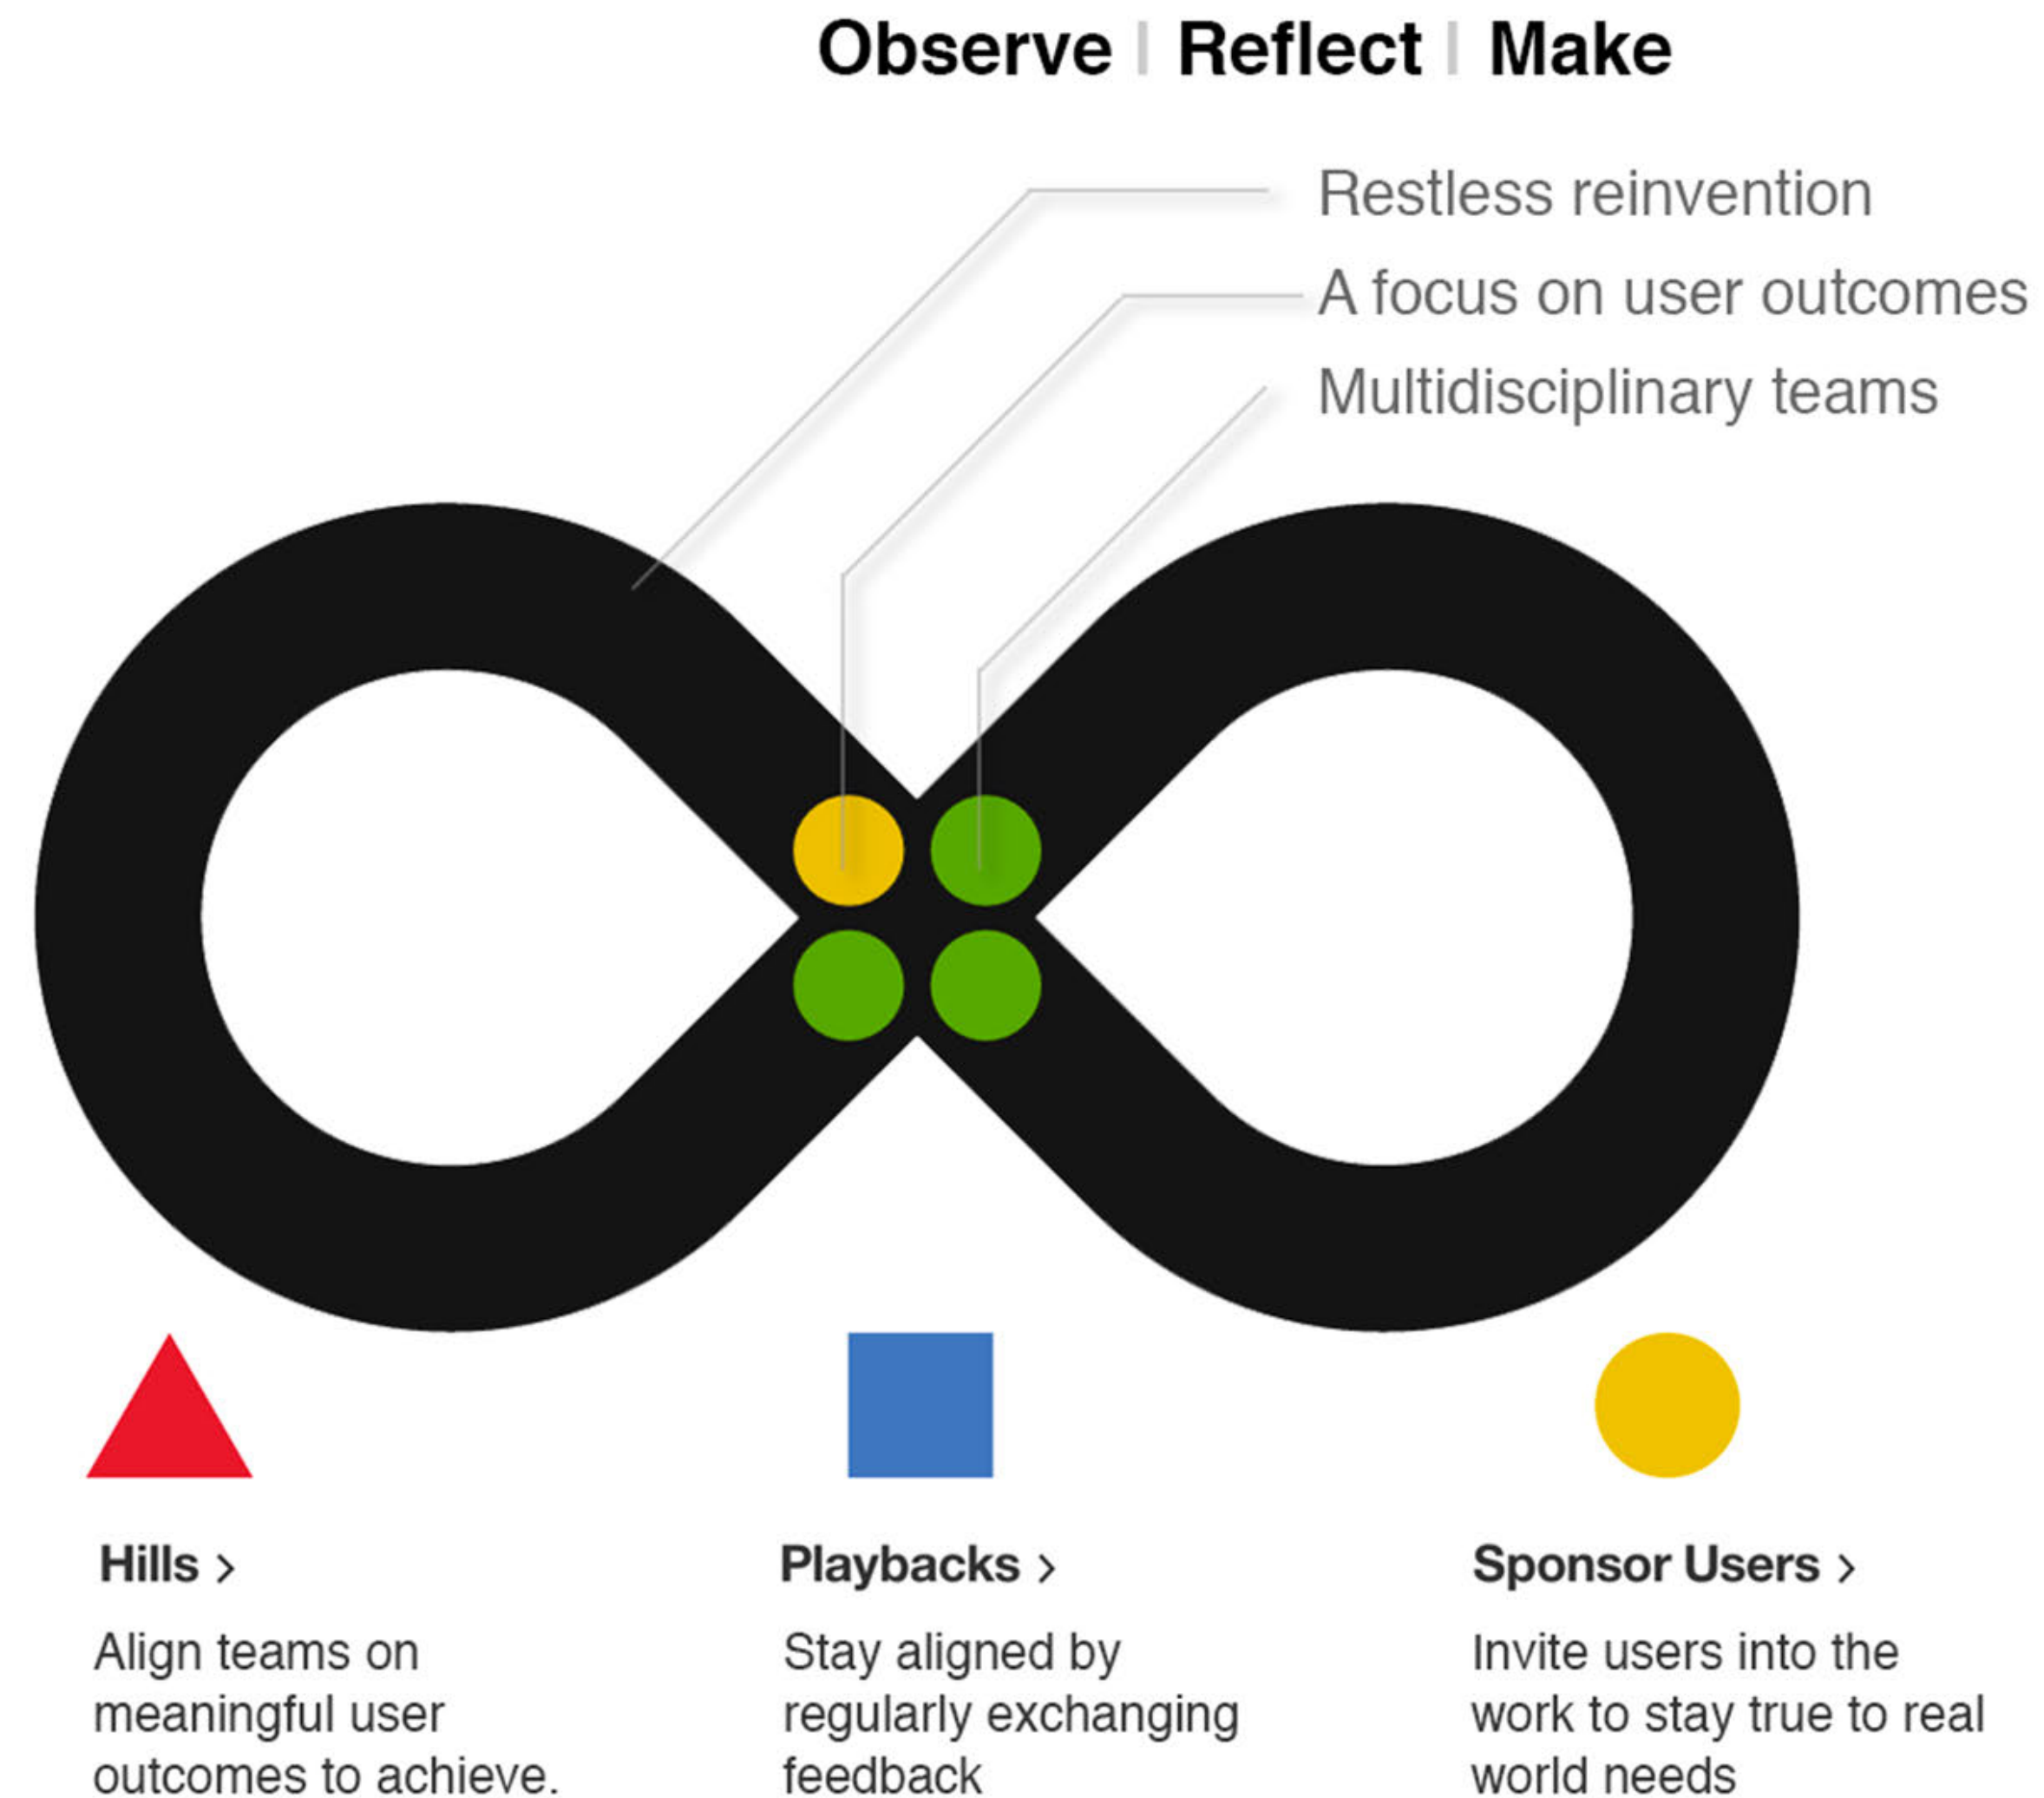 Observe | Reflect | Make
Restless reinvention
A focus on user outcomes
Multidisciplinary teams
Hills >
Align teams on
meaningful user
outcomes to achieve.
Playbacks >
Stay aligned by
regularly exchanging
feedback
Sponsor Users >
Invite users into the
work to stay true to real
world needs